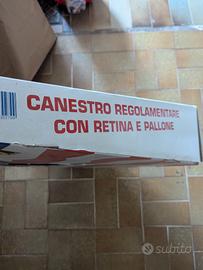 CANESTRO REGOLAMENTARE
CON RETINA E PALLONE
subito